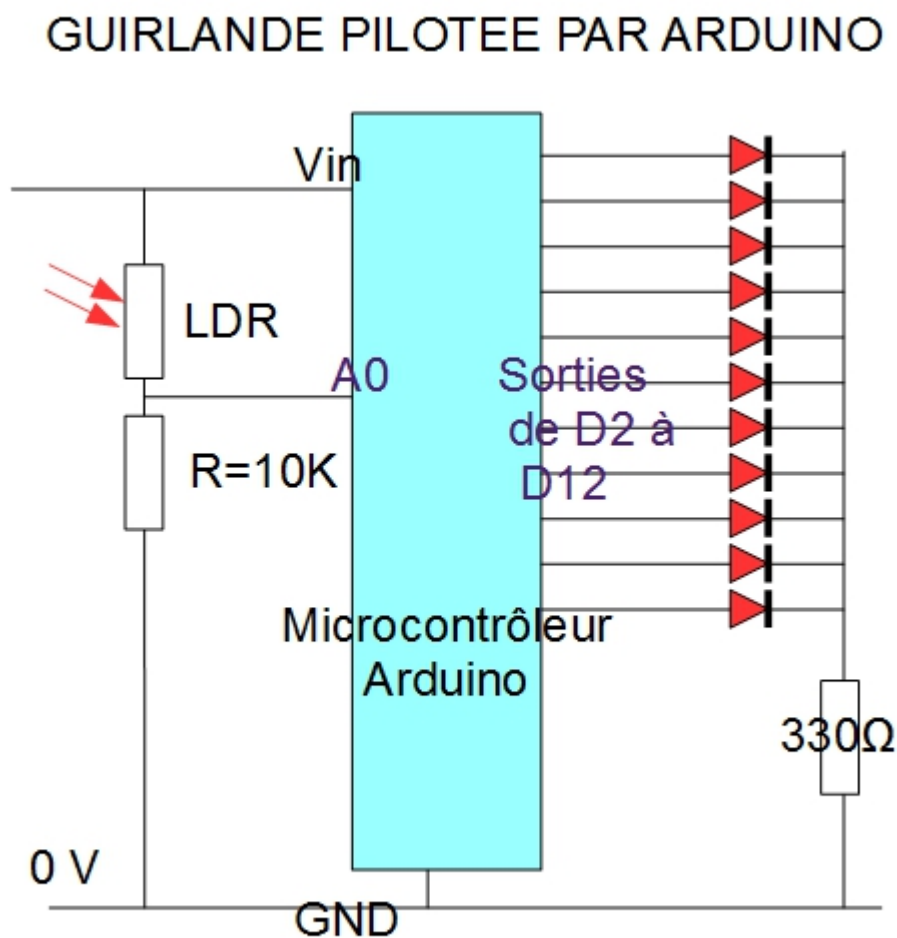 GUIRLANDE PILOTEE PAR ARDUINO
Vin
LDR
A0
Sorties
de D2 à
D12
R=10K
Microcontrôleur
Arduino
330Ω
0 V
GND